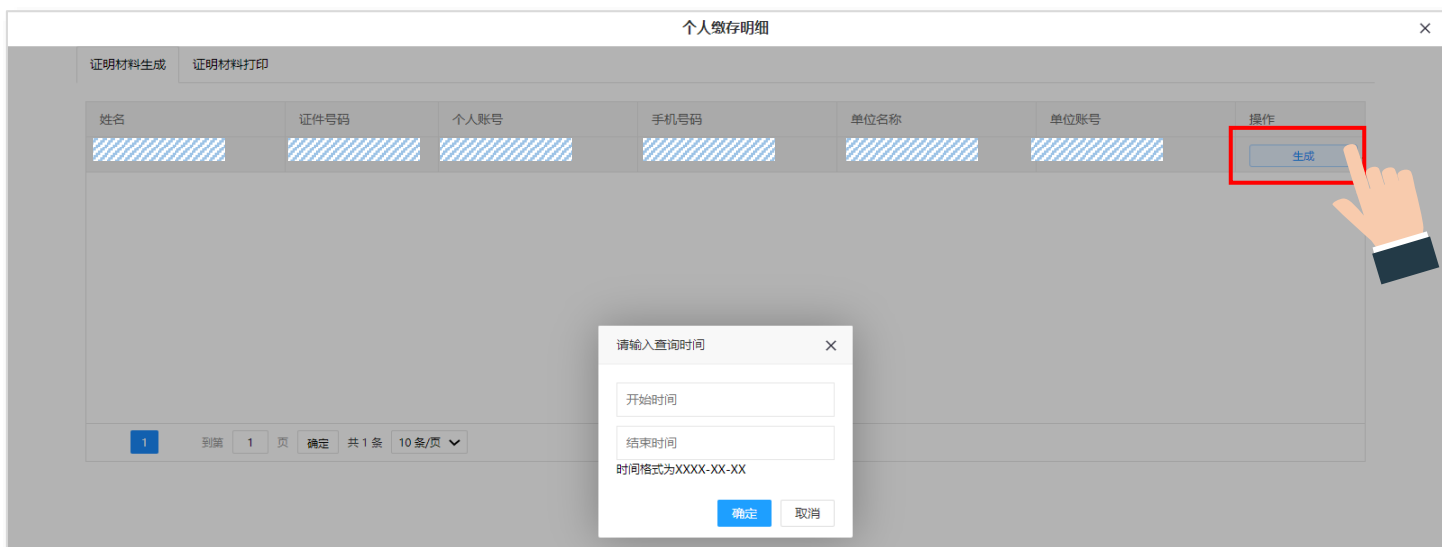 个人缴存明细
证明材料生成 证明材料打印
姓名 证件号码 个人账号 手机号码 单位名称 单位账号 操作
生成
请输入查询时间
开始时间
结束时间
时间格式为XXXX-XX-XX
确定 取消
1 到第 1 页 确定 共 1 条 10 条/页